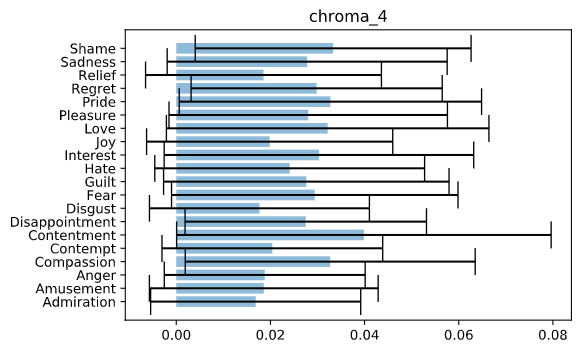 chroma_4
Shame
Sadness
Relief
Regret
Pride
Pleasure
Love
Joy
Interest
Hate
Guilt
Fear
Disgust
Disappointment
Contentment
Contempt
Compassion
Anger
Amusement
Admiration
0.00 0.02 0.04 0.06 0.08